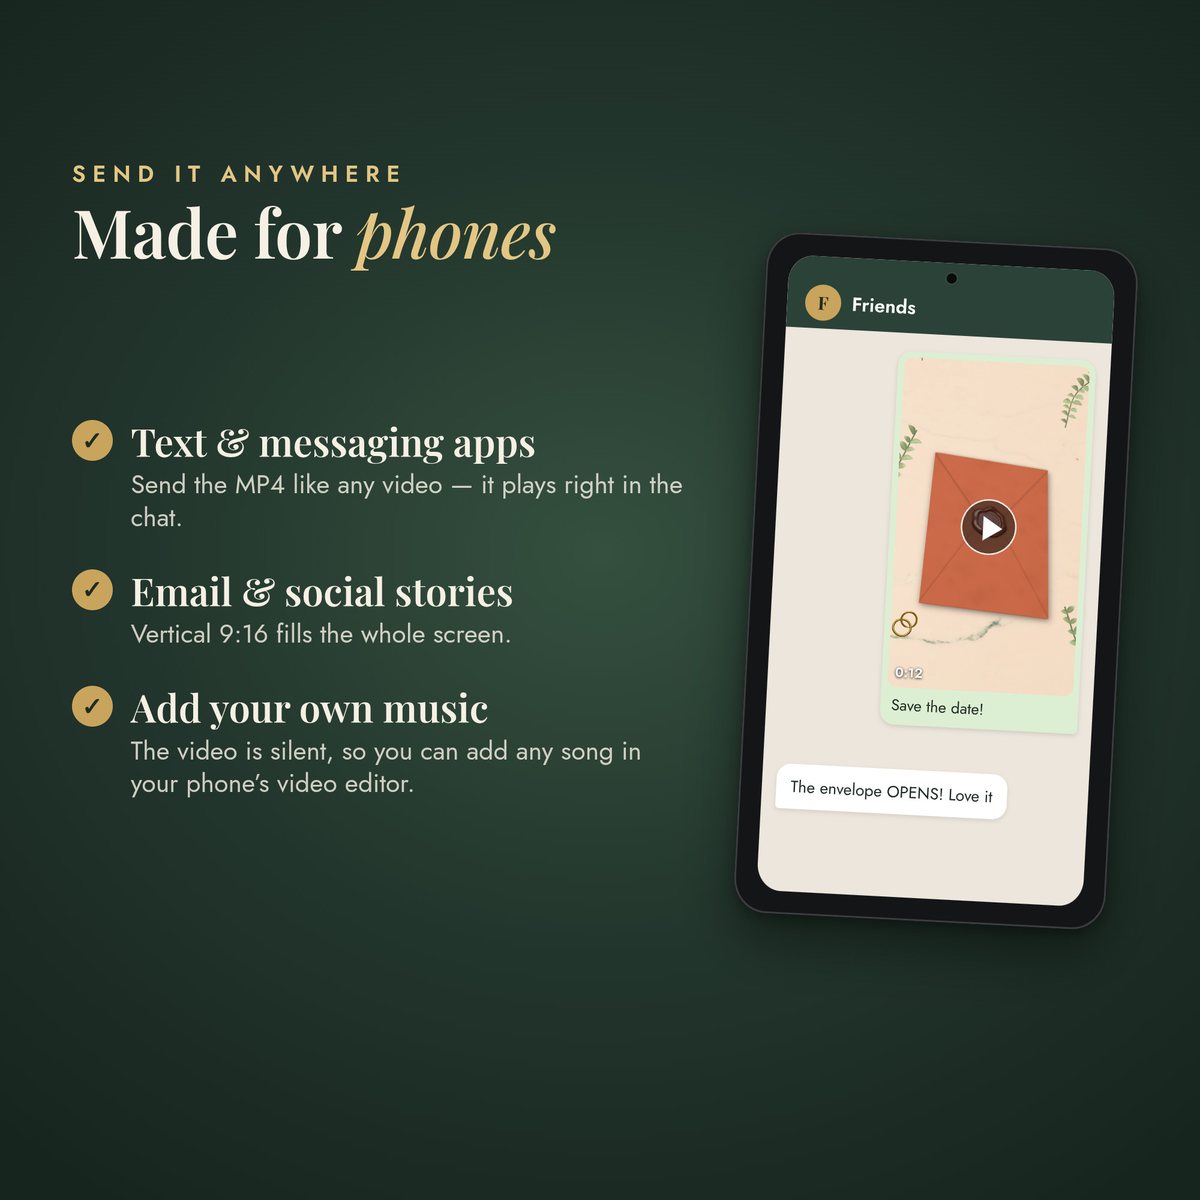 SEND IT ANYWHERE
Made for phones
✓ Text & messaging apps
Send the MP4 like any video — it plays right in the
chat.
✓ Email & social stories
Vertical 9:16 fills the whole screen.
✓ Add your own music
The video is silent, so you can add any song in
your phone’s video editor.
F Friends
0:12
Save the date!
The envelope OPENS! Love it